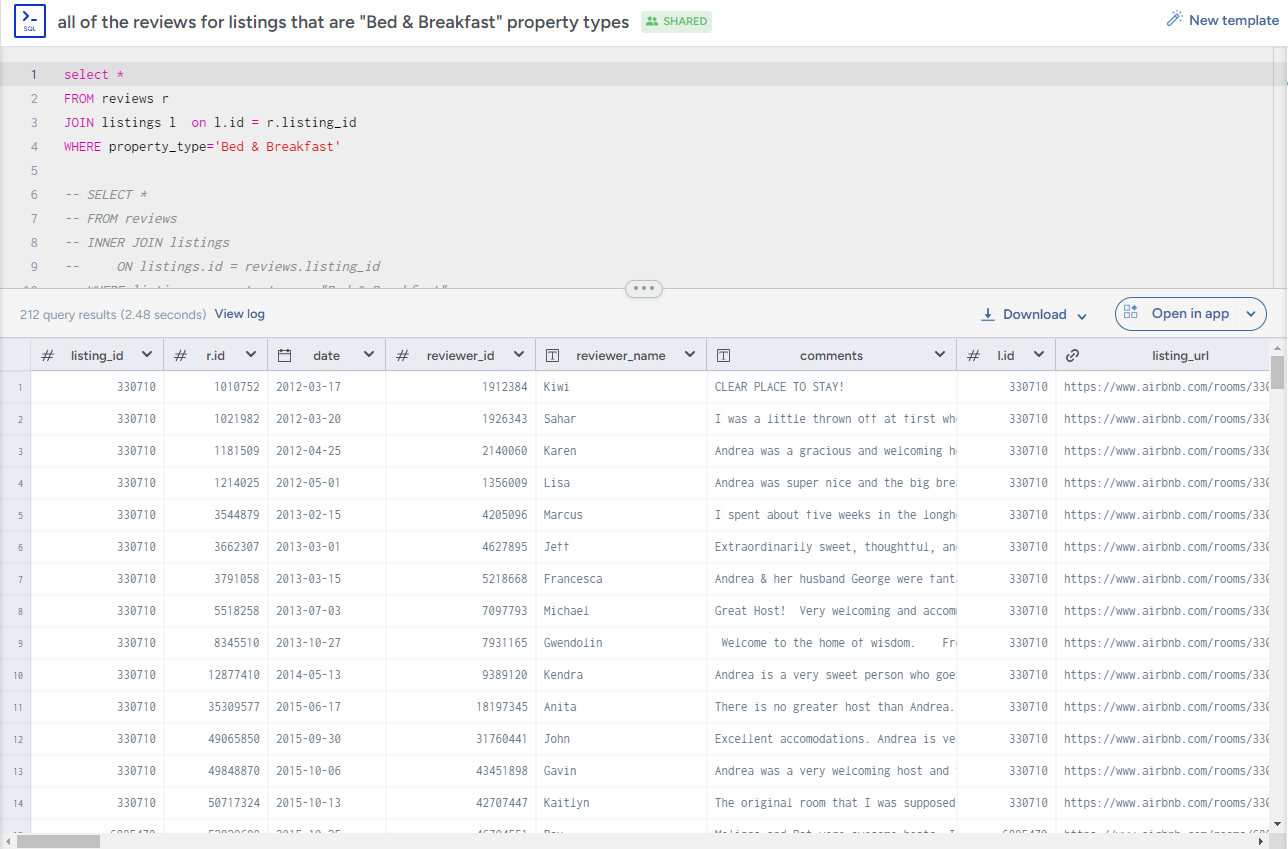 SQL all of the reviews for listings that are "Bed & Breakfast" property types SHARED New template
1 select *
2 FROM reviews r
3 JOIN listings l  on l.id = r.listing_id
4 WHERE property_type='Bed & Breakfast'
5
6 -- SELECT *
7 -- FROM reviews
8 -- INNER JOIN listings
9 --     ON listings.id = reviews.listing_id
212 query results (2.48 seconds) View log Download Open in app
# listing_id # r.id date # reviewer_id T reviewer_name T comments # l.id listing_url
1 330710 1010752 2012-03-17 1912384 Kiwi CLEAR PLACE TO STAY! 330710 https://www.airbnb.com/rooms/330
2 330710 1021982 2012-03-20 1926343 Sahar I was a little thrown off at first wh 330710 https://www.airbnb.com/rooms/330
3 330710 1181509 2012-04-25 2140060 Karen Andrea was a gracious and welcoming h 330710 https://www.airbnb.com/rooms/330
4 330710 1214025 2012-05-01 1356009 Lisa Andrea was super nice and the big bre 330710 https://www.airbnb.com/rooms/330
5 330710 3544879 2013-02-15 4205096 Marcus I spent about five weeks in the longh 330710 https://www.airbnb.com/rooms/330
6 330710 3662307 2013-03-01 4627895 Jeff Extraordinarily sweet, thoughtful, an 330710 https://www.airbnb.com/rooms/330
7 330710 3791058 2013-03-15 5218668 Francesca Andrea & her husband George were fant 330710 https://www.airbnb.com/rooms/330
8 330710 5518258 2013-07-03 7097793 Michael Great Host!  Very welcoming and accom 330710 https://www.airbnb.com/rooms/330
9 330710 8345510 2013-10-27 7931165 Gwendolin Welcome to the home of wisdom.    Fr 330710 https://www.airbnb.com/rooms/330
10 330710 12877410 2014-05-13 9389120 Kendra Andrea is a very sweet person who goe 330710 https://www.airbnb.com/rooms/330
11 330710 35309577 2015-06-17 18197345 Anita There is no greater host than Andrea. 330710 https://www.airbnb.com/rooms/330
12 330710 49065850 2015-09-30 31760441 John Excellent accomodations. Andrea is ve 330710 https://www.airbnb.com/rooms/330
13 330710 49848870 2015-10-06 43451898 Gavin Andrea was a very welcoming host and 330710 https://www.airbnb.com/rooms/330
14 330710 50717324 2015-10-13 42707447 Kaitlyn The original room that I was supposed 330710 https://www.airbnb.com/rooms/330